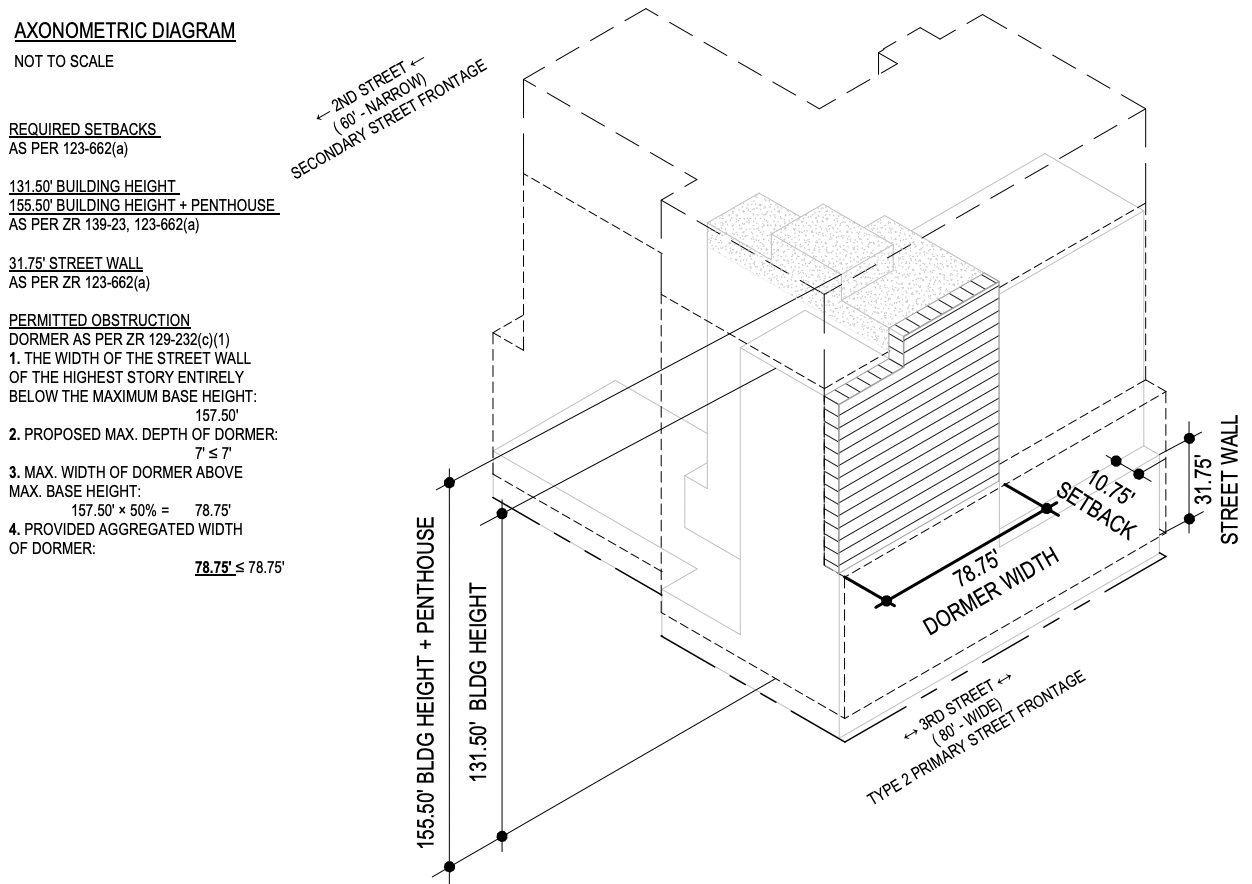 AXONOMETRIC DIAGRAM
NOT TO SCALE
REQUIRED SETBACKS
AS PER 123-662(a)
131.50' BUILDING HEIGHT
155.50' BUILDING HEIGHT + PENTHOUSE
AS PER ZR 139-23, 123-662(a)
31.75' STREET WALL
AS PER ZR 123-662(a)
PERMITTED OBSTRUCTION
DORMER AS PER ZR 129-232(c)(1)
1. THE WIDTH OF THE STREET WALL
OF THE HIGHEST STORY ENTIRELY
BELOW THE MAXIMUM BASE HEIGHT:
157.50'
2. PROPOSED MAX. DEPTH OF DORMER:
7' ≤ 7'
3. MAX. WIDTH OF DORMER ABOVE
MAX. BASE HEIGHT:
157.50' × 50% = 78.75'
4. PROVIDED AGGREGATED WIDTH
OF DORMER:
78.75' ≤ 78.75'
← 2ND STREET ←
( 60' - NARROW)
SECONDARY STREET FRONTAGE
155.50' BLDG HEIGHT + PENTHOUSE
131.50' BLDG HEIGHT
78.75'
DORMER WIDTH
10.75'
SETBACK
31.75'
STREET WALL
↔ 3RD STREET ↔
( 80' - WIDE)
TYPE 2 PRIMARY STREET FRONTAGE